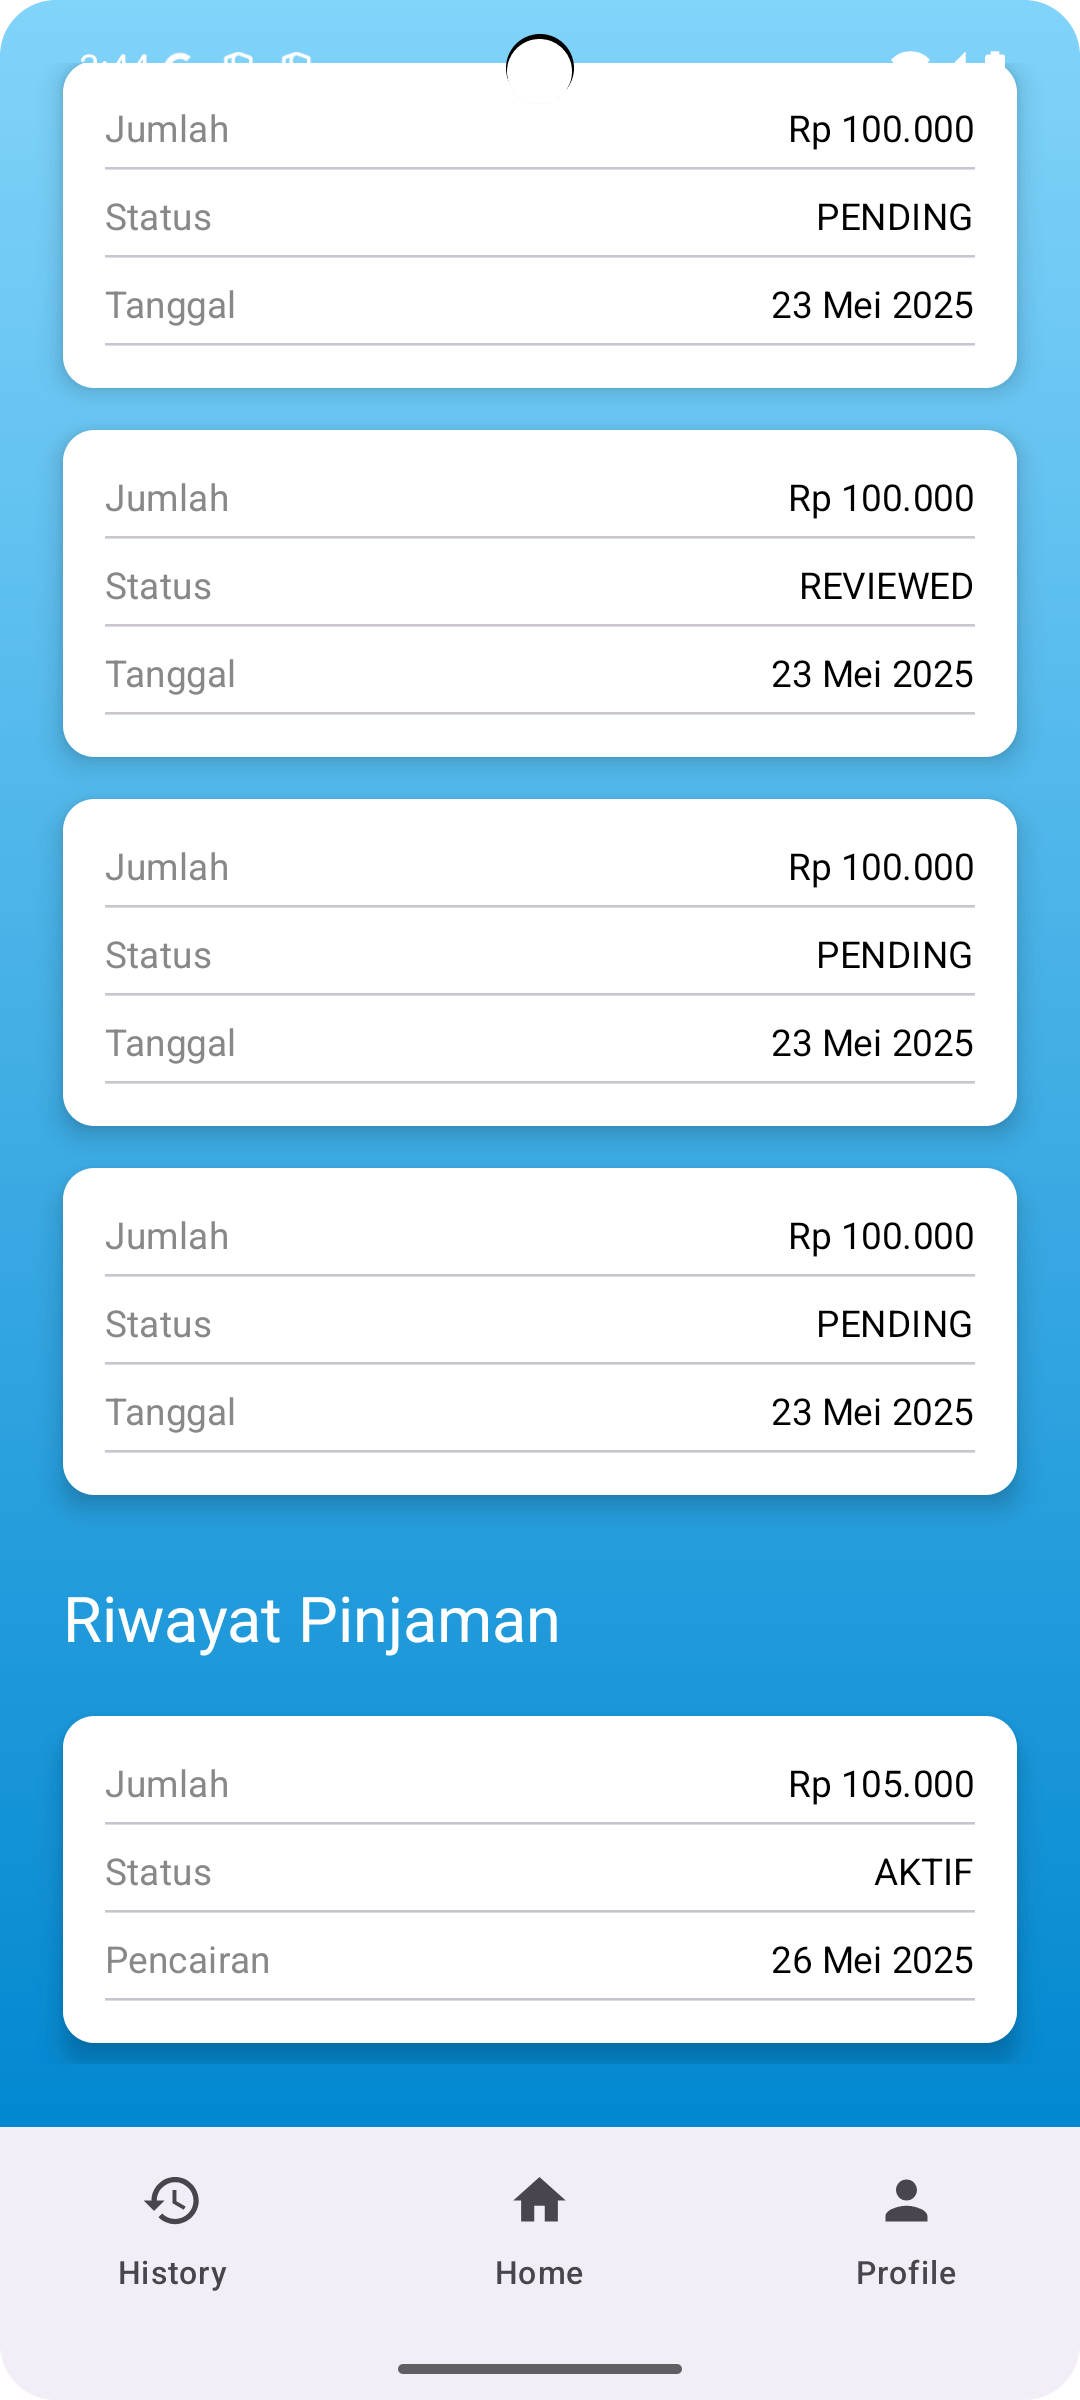 Jumlah Rp 100.000
Status PENDING
Tanggal 23 Mei 2025
Jumlah Rp 100.000
Status REVIEWED
Tanggal 23 Mei 2025
Jumlah Rp 100.000
Status PENDING
Tanggal 23 Mei 2025
Jumlah Rp 100.000
Status PENDING
Tanggal 23 Mei 2025
Riwayat Pinjaman
Jumlah Rp 105.000
Status AKTIF
Pencairan 26 Mei 2025
History Home Profile